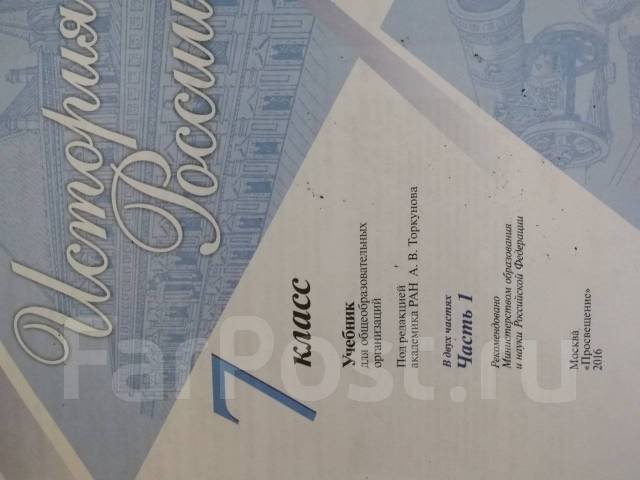 История
России
7
класс
Учебник
для общеобразовательных
организаций
Под редакцией
академика РАН А. В. Торкунова
В двух частях
Часть 1
Рекомендовано
Министерством образования
и науки Российской Федерации
Москва
«Просвещение»
2016
FarPost.ru